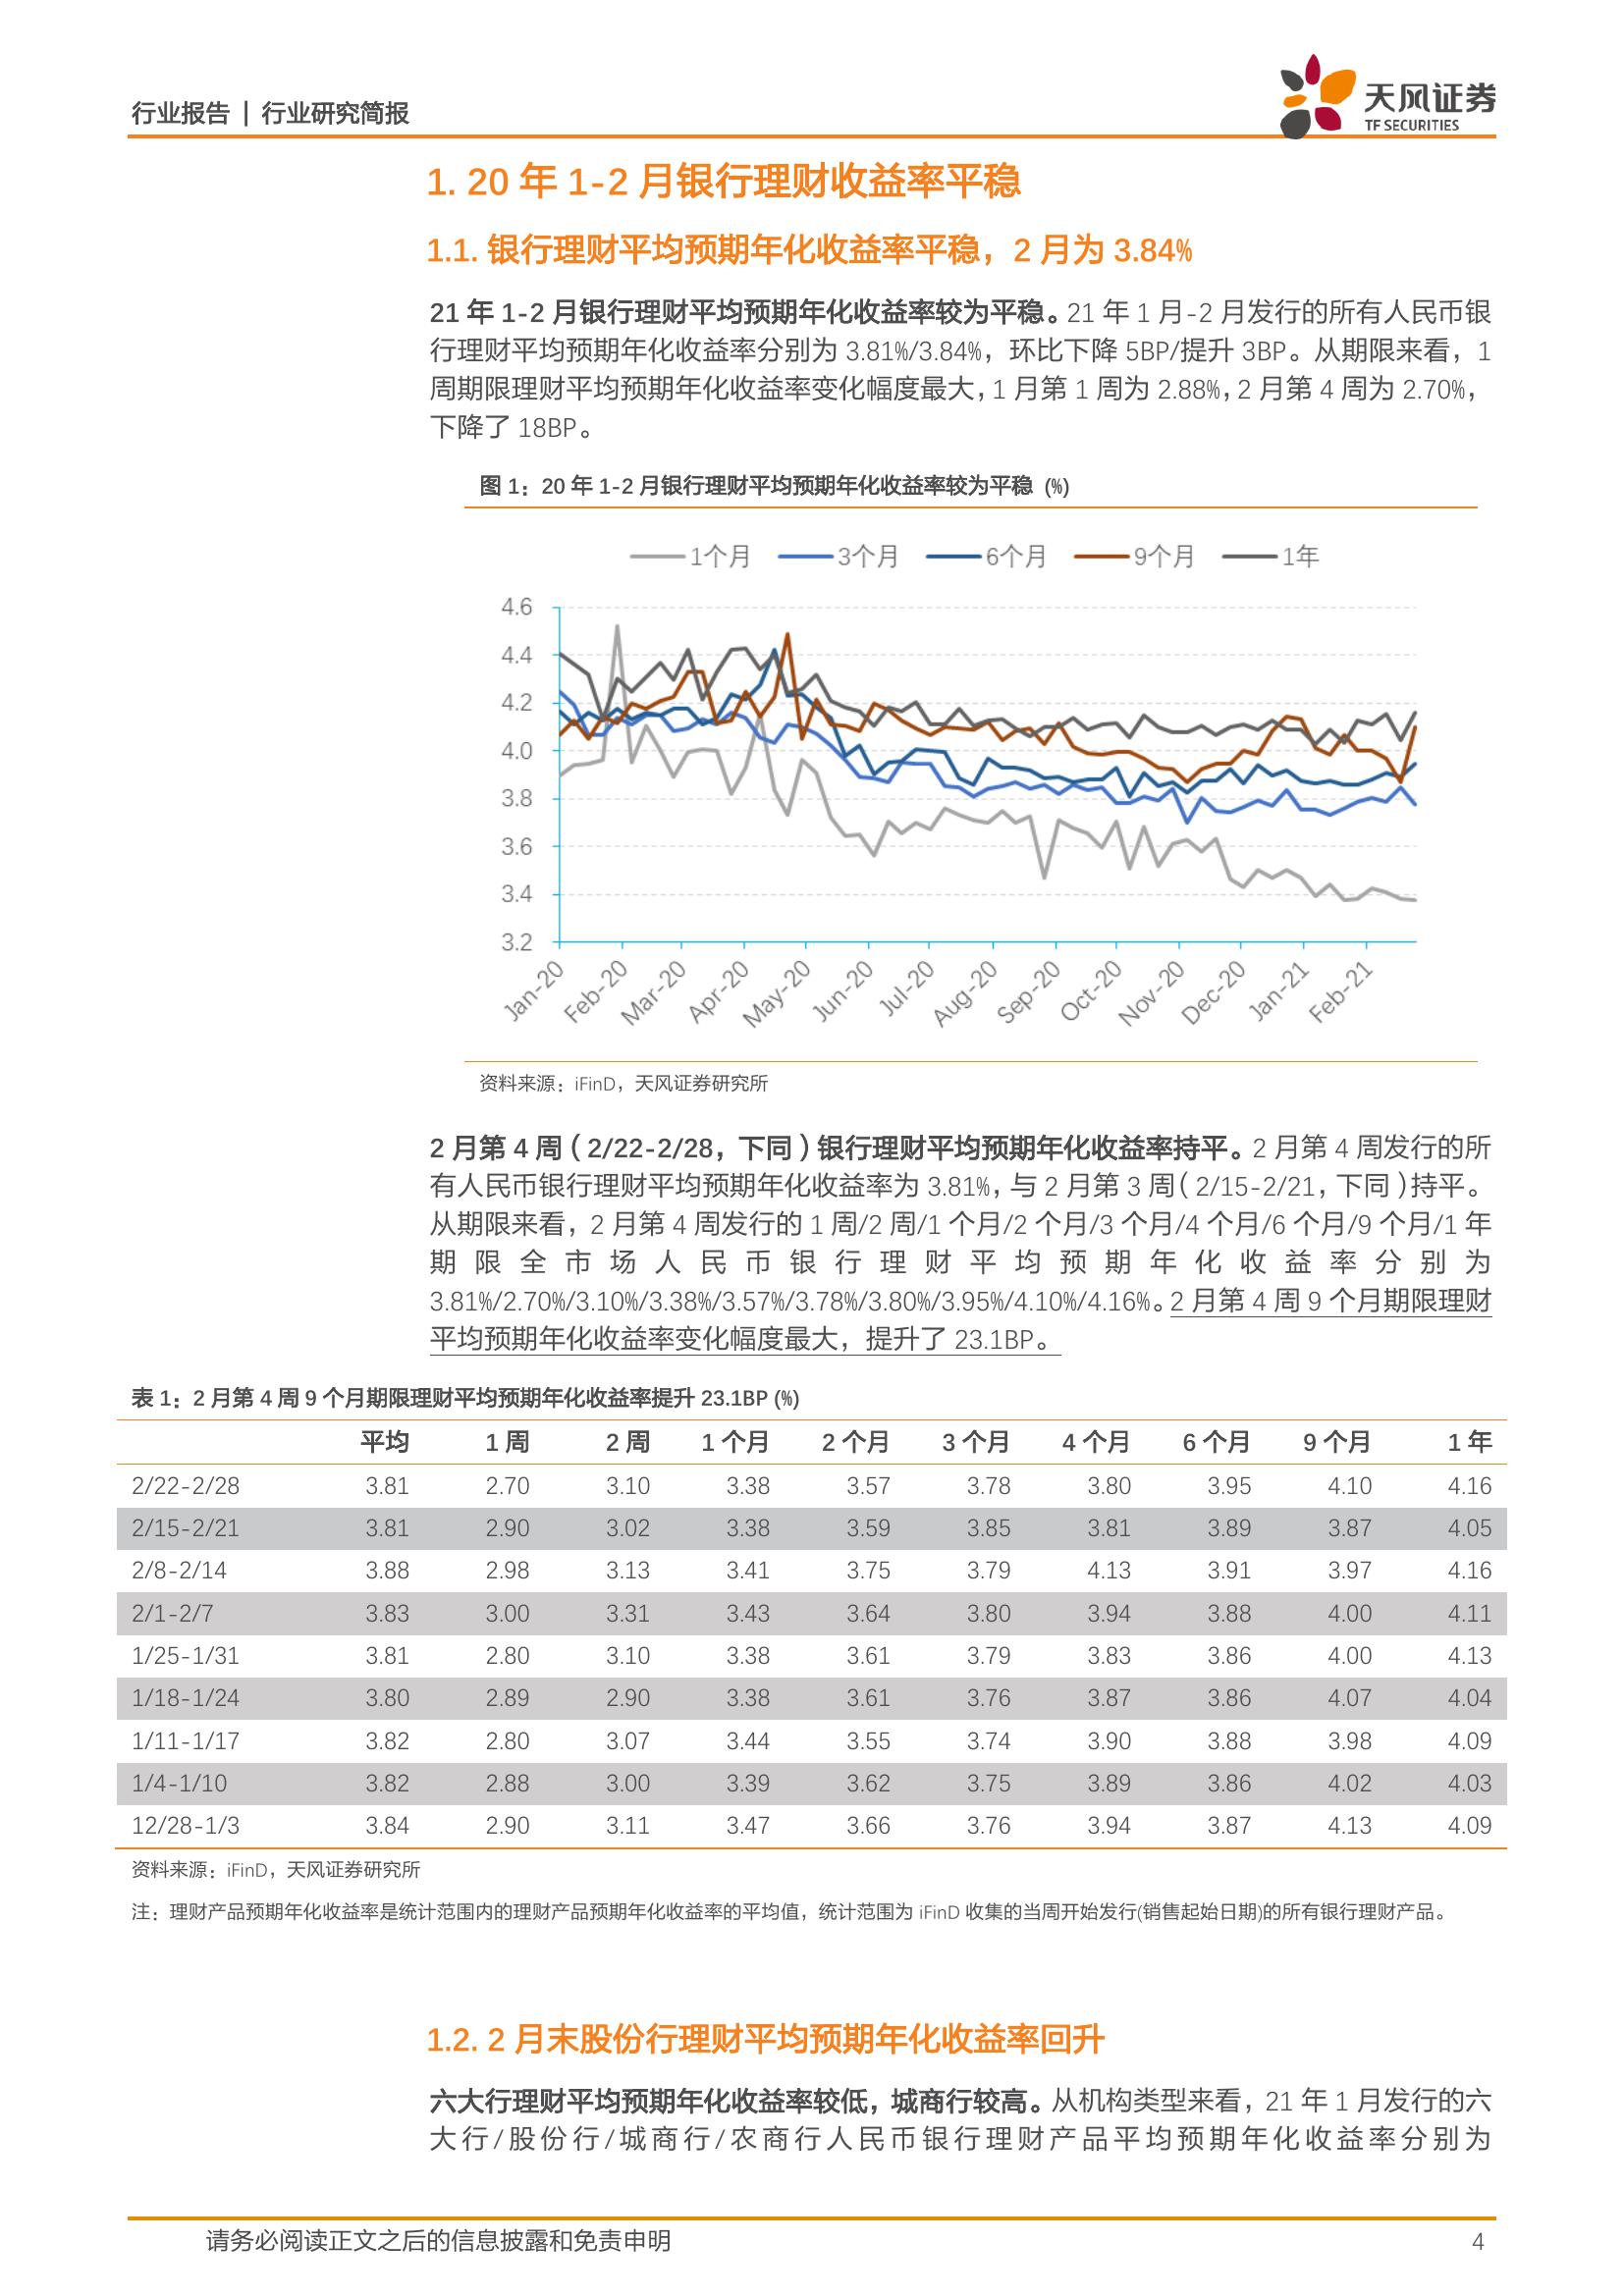 行业报告 | 行业研究简报
天风证券
TF SECURITIES
1. 20 年 1-2 月银行理财收益率平稳
1.1. 银行理财平均预期年化收益率平稳，2 月为 3.84%
21 年 1-2 月银行理财平均预期年化收益率较为平稳。21 年 1 月-2 月发行的所有人民币银
行理财平均预期年化收益率分别为 3.81%/3.84%，环比下降 5BP/提升 3BP。从期限来看，1
周期限理财平均预期年化收益率变化幅度最大，1 月第 1 周为 2.88%，2 月第 4 周为 2.70%，
下降了 18BP。
图 1：20 年 1-2 月银行理财平均预期年化收益率较为平稳 (%)
1个月 3个月 6个月 9个月 1年
4.6
4.4
4.2
4.0
3.8
3.6
3.4
3.2
Jan-20 Feb-20 Mar-20 Apr-20 May-20 Jun-20 Jul-20 Aug-20 Sep-20 Oct-20 Nov-20 Dec-20 Jan-21 Feb-21
资料来源：iFinD，天风证券研究所
2 月第 4 周（2/22-2/28，下同）银行理财平均预期年化收益率持平。2 月第 4 周发行的所
有人民币银行理财平均预期年化收益率为 3.81%，与 2 月第 3 周（2/15-2/21，下同）持平。
从期限来看，2 月第 4 周发行的 1 周/2 周/1 个月/2 个月/3 个月/4 个月/6 个月/9 个月/1 年
期限全市场人民币银行理财平均预期年化收益率分别为
3.81%/2.70%/3.10%/3.38%/3.57%/3.78%/3.80%/3.95%/4.10%/4.16%。2 月第 4 周 9 个月期限理财
平均预期年化收益率变化幅度最大，提升了 23.1BP。
表 1：2 月第 4 周 9 个月期限理财平均预期年化收益率提升 23.1BP (%)
平均 1 周 2 周 1 个月 2 个月 3 个月 4 个月 6 个月 9 个月 1 年
2/22-2/28 3.81 2.70 3.10 3.38 3.57 3.78 3.80 3.95 4.10 4.16
2/15-2/21 3.81 2.90 3.02 3.38 3.59 3.85 3.81 3.89 3.87 4.05
2/8-2/14 3.88 2.98 3.13 3.41 3.75 3.79 4.13 3.91 3.97 4.16
2/1-2/7 3.83 3.00 3.31 3.43 3.64 3.80 3.94 3.88 4.00 4.11
1/25-1/31 3.81 2.80 3.10 3.38 3.61 3.79 3.83 3.86 4.00 4.13
1/18-1/24 3.80 2.89 2.90 3.38 3.61 3.76 3.87 3.86 4.07 4.04
1/11-1/17 3.82 2.80 3.07 3.44 3.55 3.74 3.90 3.88 3.98 4.09
1/4-1/10 3.82 2.88 3.00 3.39 3.62 3.75 3.89 3.86 4.02 4.03
12/28-1/3 3.84 2.90 3.11 3.47 3.66 3.76 3.94 3.87 4.13 4.09
资料来源：iFinD，天风证券研究所
注：理财产品预期年化收益率是统计范围内的理财产品预期年化收益率的平均值，统计范围为 iFinD 收集的当周开始发行(销售起始日期)的所有银行理财产品。
1.2. 2 月末股份行理财平均预期年化收益率回升
六大行理财平均预期年化收益率较低，城商行较高。从机构类型来看，21 年 1 月发行的六
大行/股份行/城商行/农商行人民币银行理财产品平均预期年化收益率分别为
请务必阅读正文之后的信息披露和免责申明
4